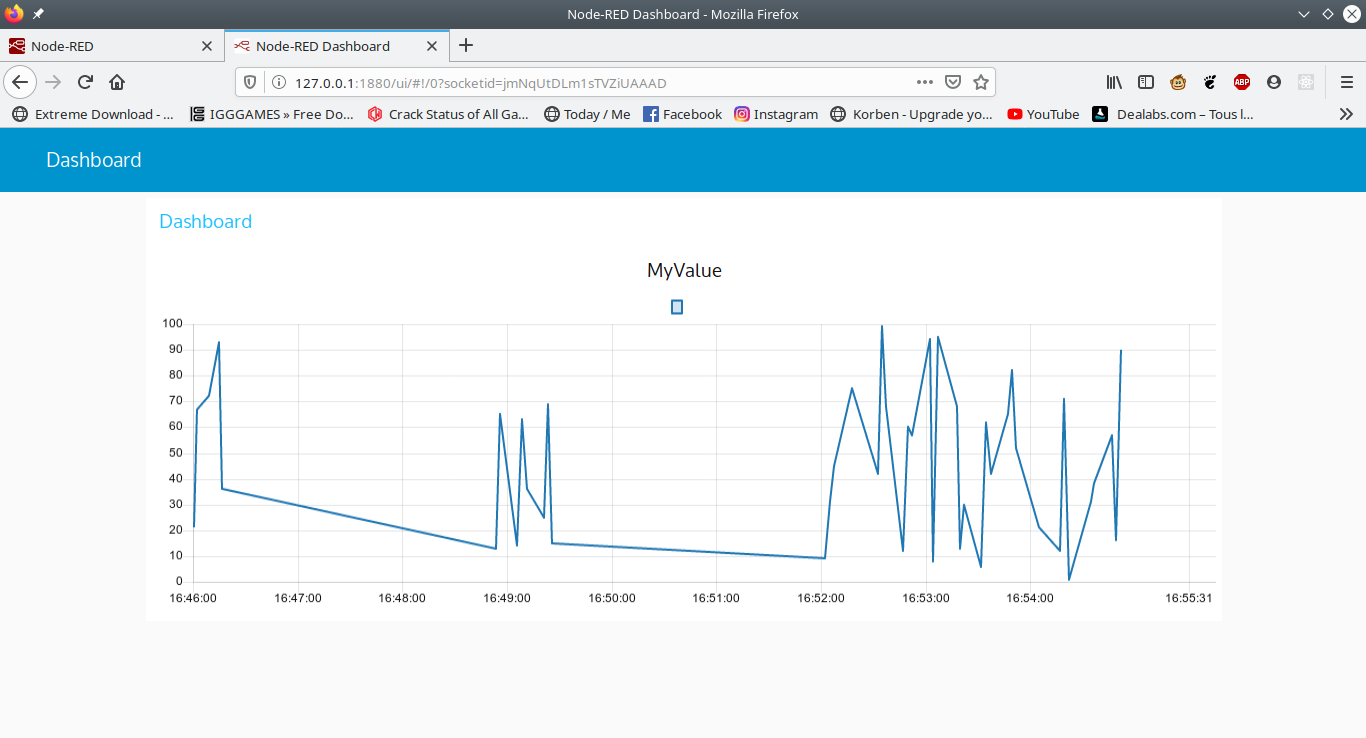 Node-RED Dashboard - Mozilla Firefox
Node-RED
Node-RED Dashboard
127.0.0.1:1880/ui/#!/0?socketid=jmNqUtDLm1sTVZiUAAAD
ABP
Extreme Download - ...
IGGGAMES » Free Do...
Crack Status of All Ga...
Today / Me
Facebook
Instagram
Korben - Upgrade yo...
YouTube
Dealabs.com – Tous l...
Dashboard
Dashboard
MyValue
100
90
80
70
60
50
40
30
20
10
0
16:46:00
16:47:00
16:48:00
16:49:00
16:50:00
16:51:00
16:52:00
16:53:00
16:54:00
16:55:31